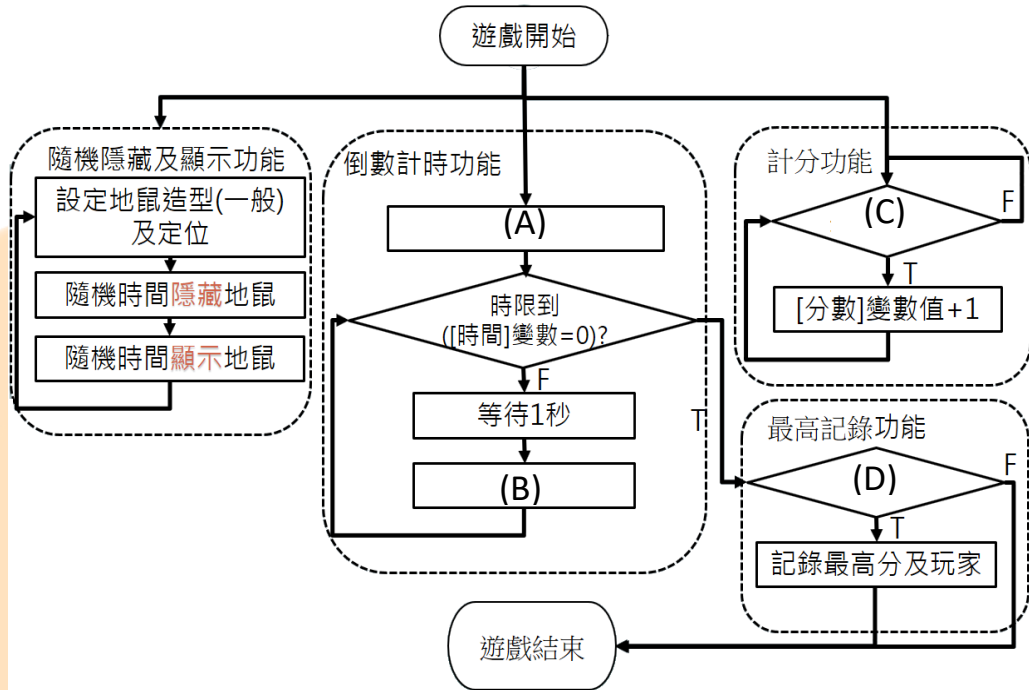 遊戲開始
隨機隱藏及顯示功能
設定地鼠造型(一般)
及定位
隨機時間隱藏地鼠
隨機時間顯示地鼠
倒數計時功能
(A)
時限到
([時間]變數=0)?
F
等待1秒
(B)
T
計分功能
(C)
F
T
[分數]變數值+1
最高記錄功能
(D)
F
T
記錄最高分及玩家
遊戲結束